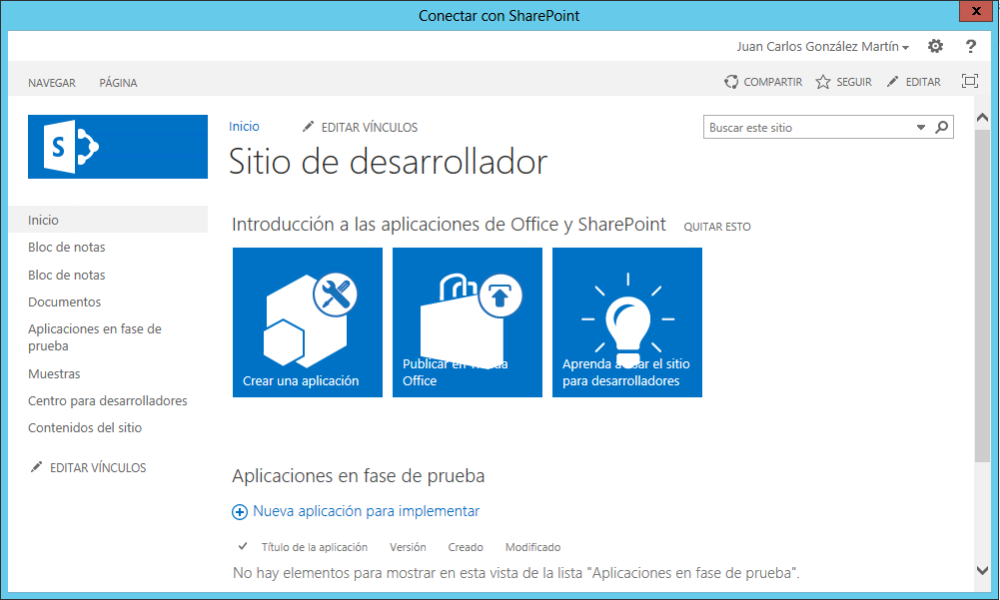 Conectar con SharePoint
x
Juan Carlos González Martín
?
NAVEGAR PÁGINA
COMPARTIR SEGUIR EDITAR
S
Inicio EDITAR VÍNCULOS
Buscar este sitio
Sitio de desarrollador
Inicio
Bloc de notas
Bloc de notas
Documentos
Aplicaciones en fase de
prueba
Muestras
Centro para desarrolladores
Contenidos del sitio
EDITAR VÍNCULOS
Introducción a las aplicaciones de Office y SharePoint QUITAR ESTO
Crear una aplicación
Publicar en
Office
Aprenda a usar el sitio
para desarrolladores
Aplicaciones en fase de prueba
Nueva aplicación para implementar
Título de la aplicación Versión Creado Modificado
No hay elementos para mostrar en esta vista de la lista "Aplicaciones en fase de prueba".